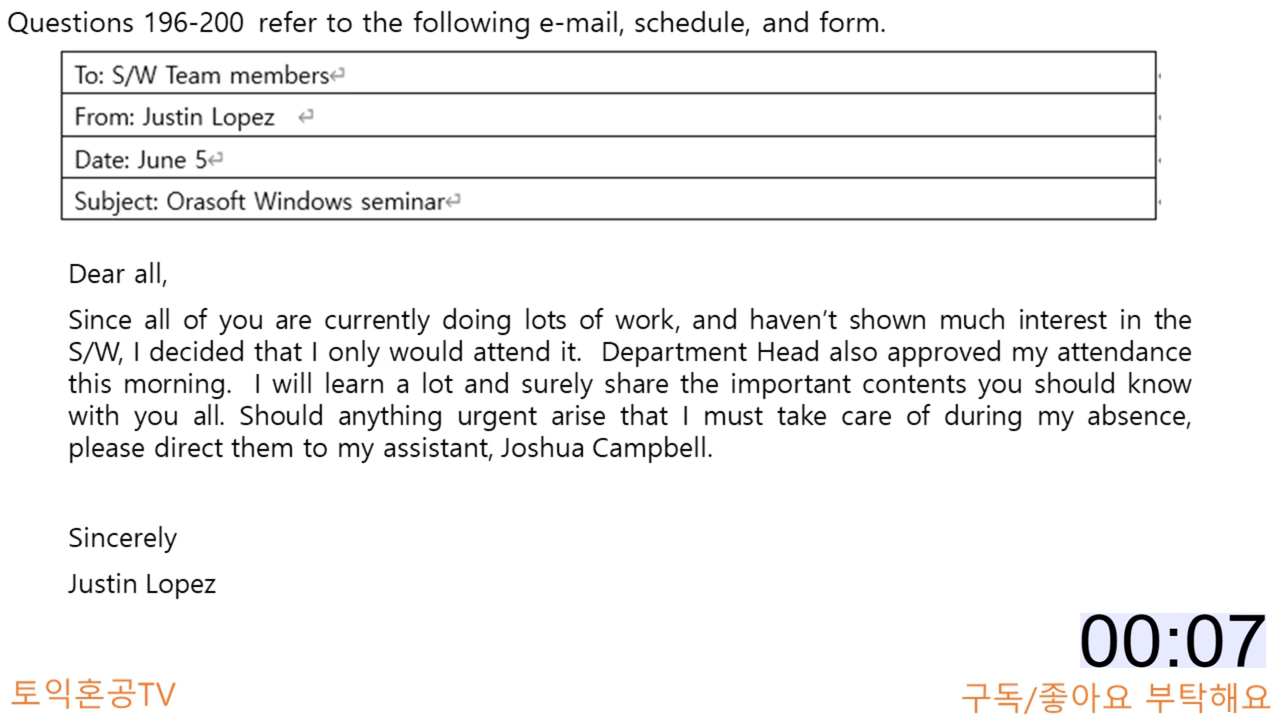 Questions 196-200 refer to the following e-mail, schedule, and form.
To: S/W Team members↵
From: Justin Lopez ↵
Date: June 5↵
Subject: Orasoft Windows seminar↵
Dear all,
Since all of you are currently doing lots of work, and haven't shown much interest in the
S/W, I decided that I only would attend it. Department Head also approved my attendance
this morning. I will learn a lot and surely share the important contents you should know
with you all. Should anything urgent arise that I must take care of during my absence,
please direct them to my assistant, Joshua Campbell.
Sincerely
Justin Lopez
00:07
토익혼공TV
구독/좋아요 부탁해요